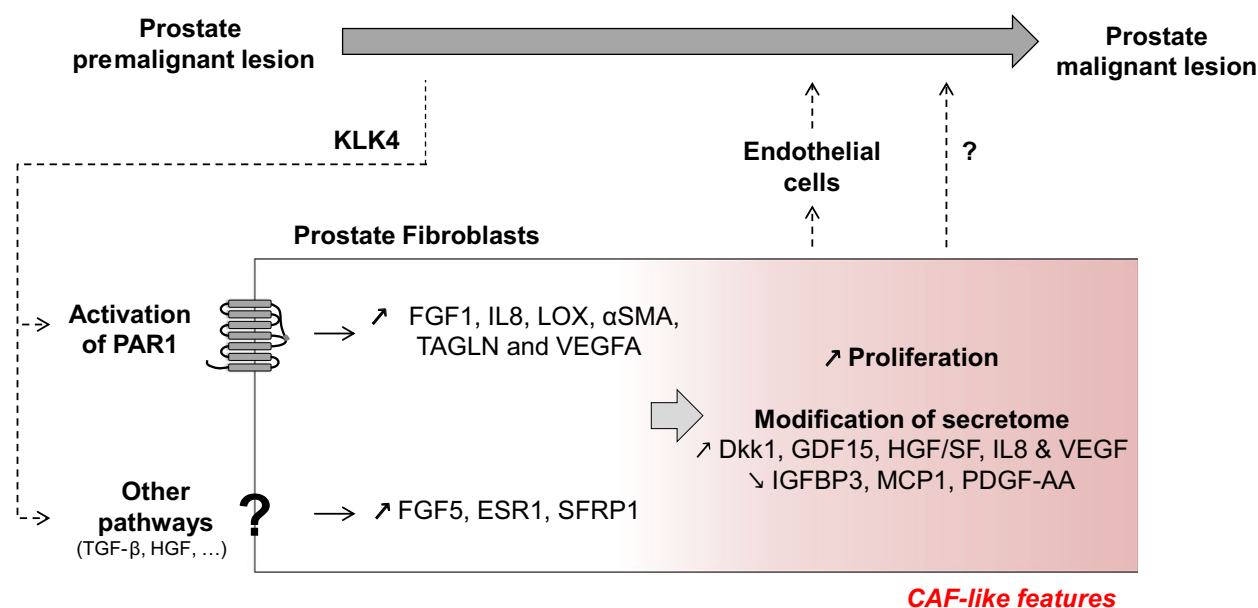 Prostate
premalignant lesion
Prostate
malignant lesion
KLK4
Endothelial
cells
?
Prostate Fibroblasts
Activation
of PAR1
↗ FGF1, IL8, LOX, αSMA,
TAGLN and VEGFA
↗ Proliferation
Modification of secretome
↗ Dkk1, GDF15, HGF/SF, IL8 & VEGF
↘ IGFBP3, MCP1, PDGF-AA
Other
pathways
(TGF-β, HGF, …)
?
↗ FGF5, ESR1, SFRP1
CAF-like features